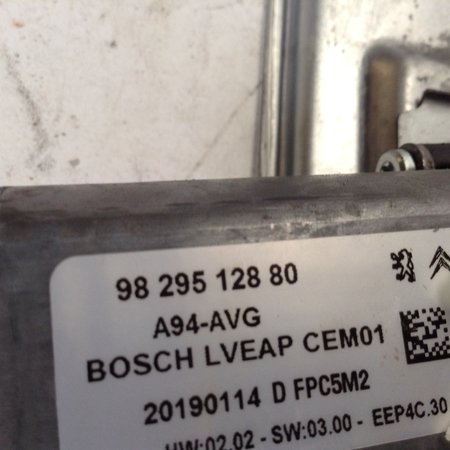 98 295 128 80
A94-AVG
BOSCH LVEAP CEM01
20190114 D FPC5M2
HW:02.02 - SW:03.00 - EEP4C.30